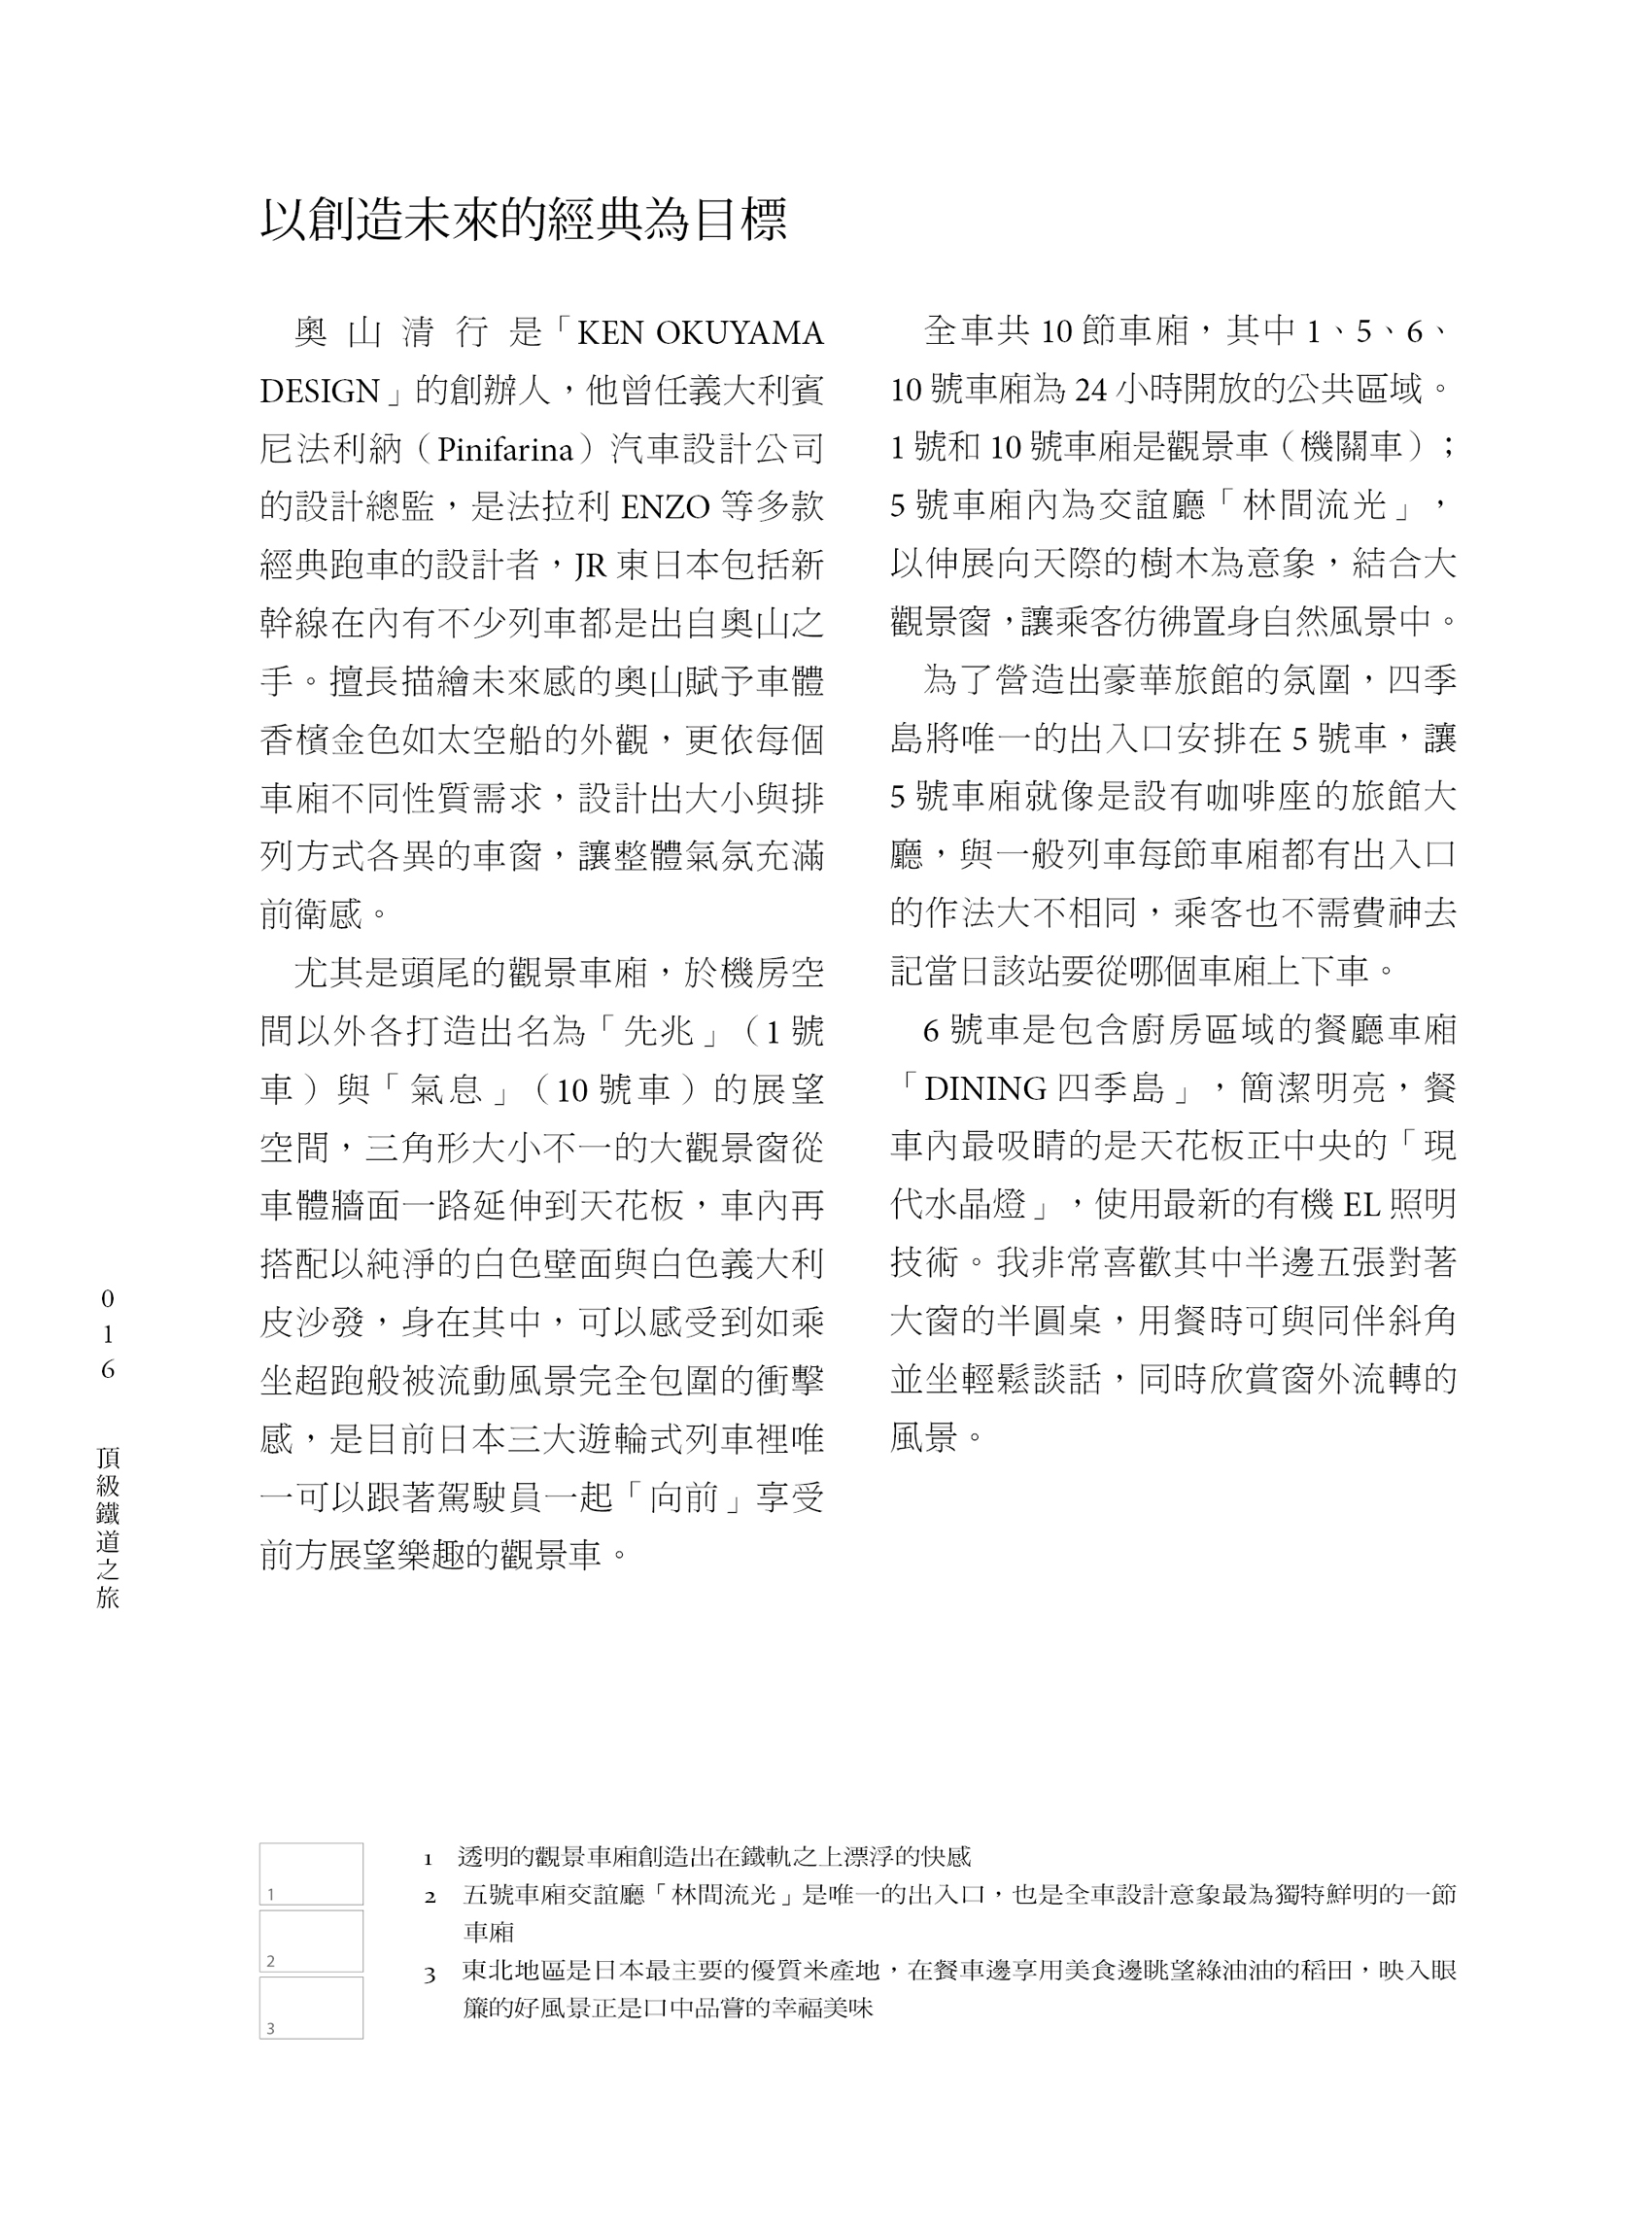 以創造未來的經典為目標
奧山清行是「KEN OKUYAMA
DESIGN」的創辦人，他曾任義大利賓
尼法利納（Pinifarina）汽車設計公司
的設計總監，是法拉利 ENZO 等多款
經典跑車的設計者，JR 東日本包括新
幹線在內有不少列車都是出自奧山之
手。擅長描繪未來感的奧山賦予車體
香檳金色如太空船的外觀，更依每個
車廂不同性質需求，設計出大小與排
列方式各異的車窗，讓整體氣氛充滿
前衛感。
尤其是頭尾的觀景車廂，於機房空
間以外各打造出名為「先兆」（1 號
車）與「氣息」（10 號車）的展望
空間，三角形大小不一的大觀景窗從
車體牆面一路延伸到天花板，車內再
搭配以純淨的白色壁面與白色義大利
皮沙發，身在其中，可以感受到如乘
坐超跑般被流動風景完全包圍的衝擊
感，是目前日本三大遊輪式列車裡唯
一可以跟著駕駛員一起「向前」享受
前方展望樂趣的觀景車。
全車共 10 節車廂，其中 1、5、6、
10 號車廂為 24 小時開放的公共區域。
1 號和 10 號車廂是觀景車（機關車）；
5 號車廂內為交誼廳「林間流光」，
以伸展向天際的樹木為意象，結合大
觀景窗，讓乘客彷彿置身自然風景中。
為了營造出豪華旅館的氛圍，四季
島將唯一的出入口安排在 5 號車，讓
5 號車廂就像是設有咖啡座的旅館大
廳，與一般列車每節車廂都有出入口
的作法大不相同，乘客也不需費神去
記當日該站要從哪個車廂上下車。
6 號車是包含廚房區域的餐廳車廂
「DINING 四季島」，簡潔明亮，餐
車內最吸睛的是天花板正中央的「現
代水晶燈」，使用最新的有機 EL 照明
技術。我非常喜歡其中半邊五張對著
大窗的半圓桌，用餐時可與同伴斜角
並坐輕鬆談話，同時欣賞窗外流轉的
風景。
016 頂級鐵道之旅
1
2
3
1 透明的觀景車廂創造出在鐵軌之上漂浮的快感
2 五號車廂交誼廳「林間流光」是唯一的出入口，也是全車設計意象最為獨特鮮明的一節
車廂
3 東北地區是日本最主要的優質米產地，在餐車邊享用美食邊眺望綠油油的稻田，映入眼
簾的好風景正是口中品嘗的幸福美味